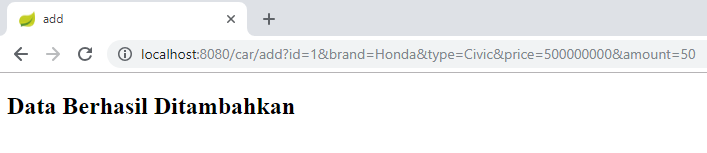 add
localhost:8080/car/add?id=1&brand=Honda&type=Civic&price=500000000&amount=50
Data Berhasil Ditambahkan